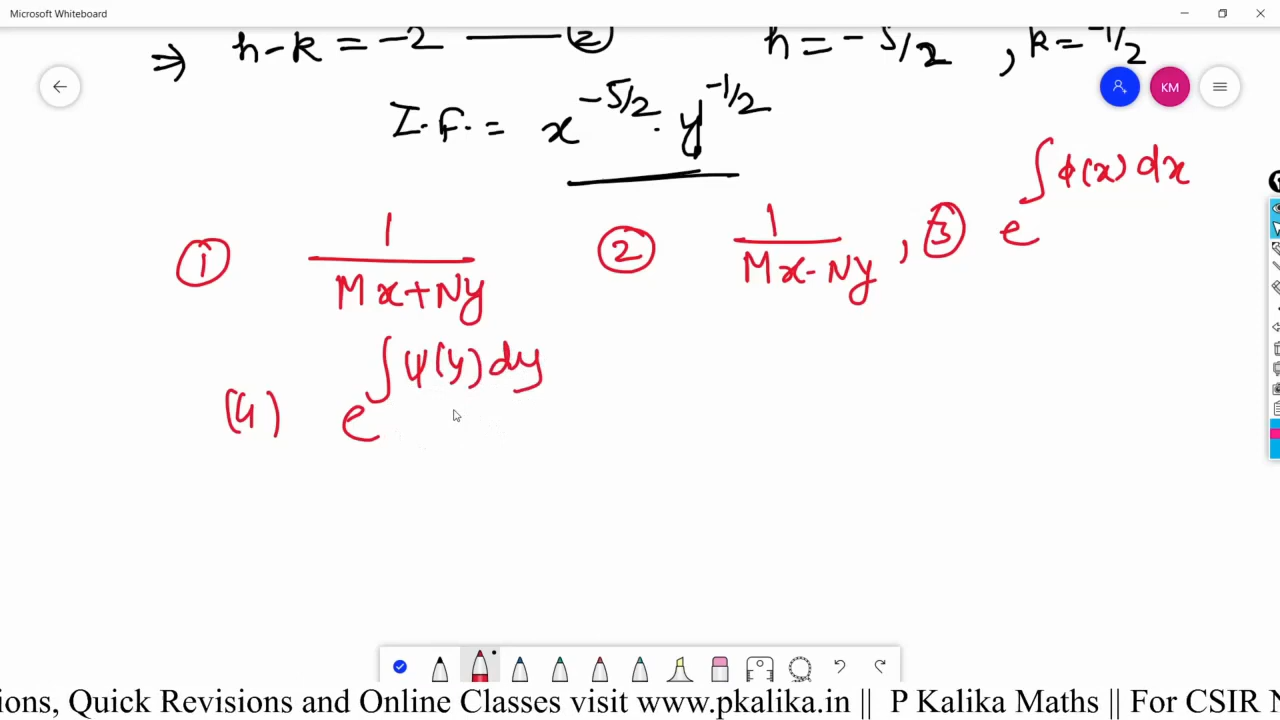 Microsoft Whiteboard
⇒ h-k = -2 —— ② h = -5/2 , k = -1/2
KM
I.F. = x^{-5/2} . y^{-1/2}
① 1/(Mx+Ny) ② 1/(Mx-Ny) , ③ e^{∫φ(x)dx}
(4) e^{∫ψ(y)dy}
ions, Quick Revisions and Online Classes visit www.pkalika.in || P Kalika Maths || For CSIR N